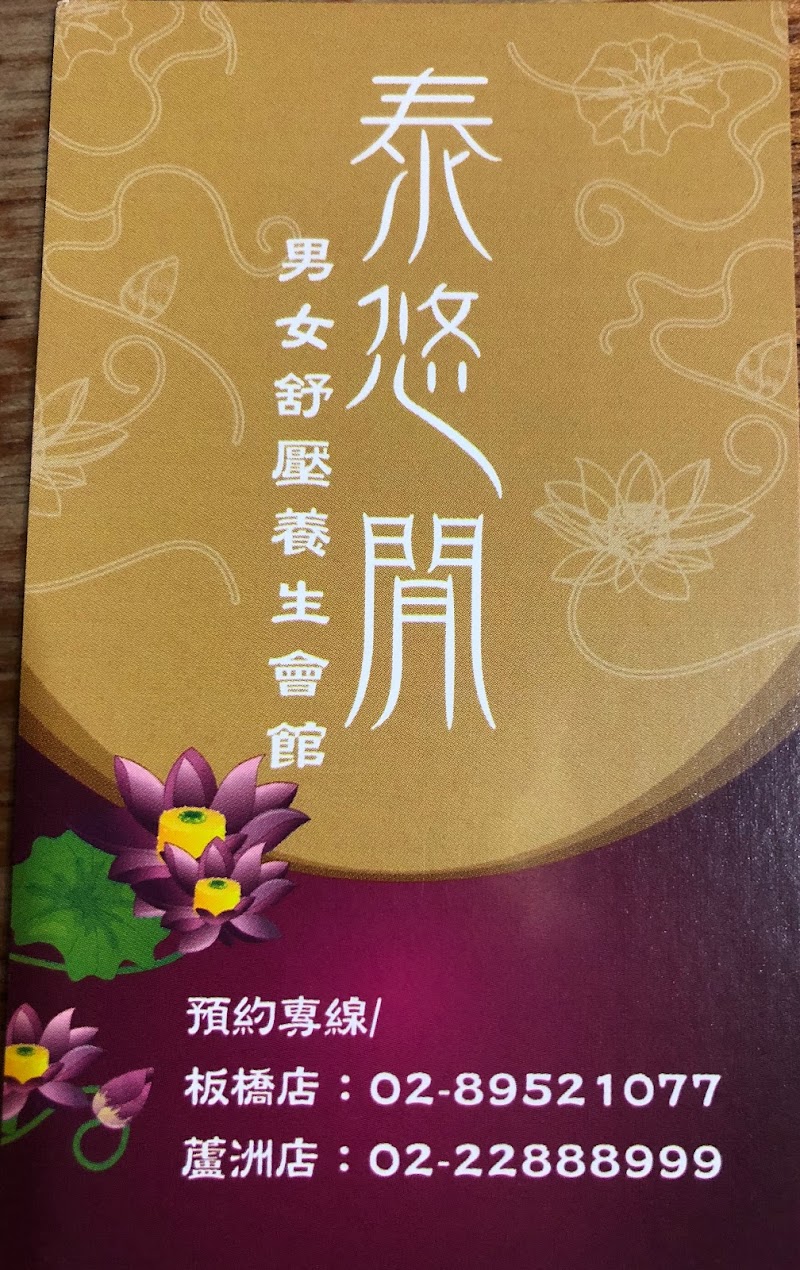 泰悠閒
男女舒壓養生會館
預約專線/
板橋店：02-89521077
蘆洲店：02-22888999